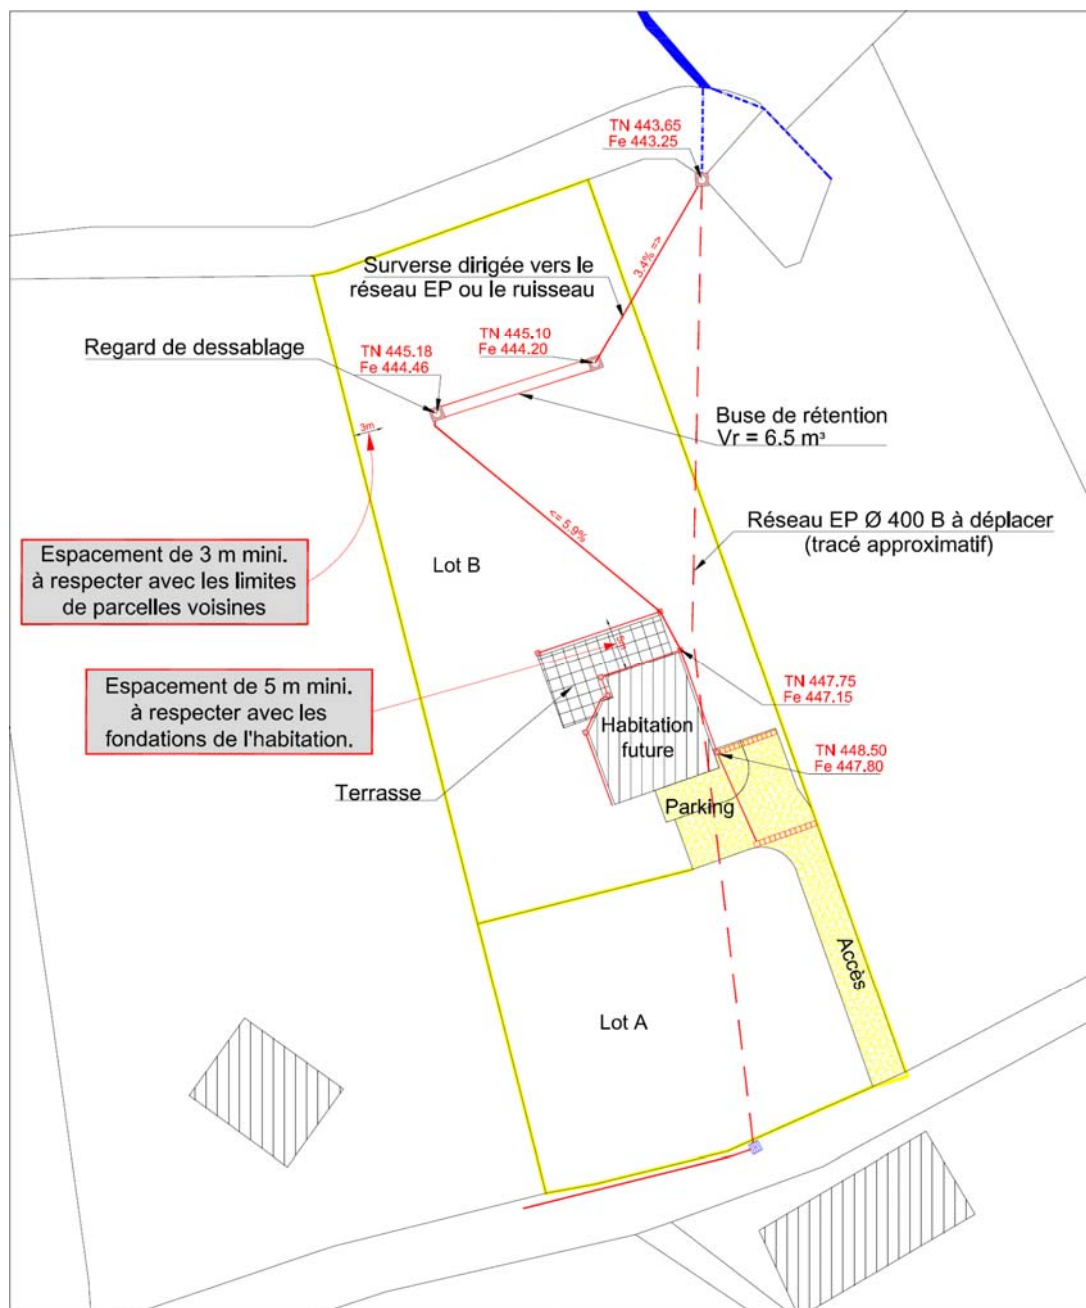 TN 443.65
Fe 443.25
3.4% =>
Surverse dirigée vers le
réseau EP ou le ruisseau
TN 445.10
Fe 444.20
Regard de dessablage
TN 445.18
Fe 444.46
3m
Buse de rétention
Vr = 6.5 m³
<= 5.9%
Réseau EP Ø 400 B à déplacer
(tracé approximatif)
Espacement de 3 m mini.
à respecter avec les limites
de parcelles voisines
Lot B
5m
Espacement de 5 m mini.
à respecter avec les
fondations de l'habitation.
TN 447.75
Fe 447.15
Habitation
future
TN 448.50
Fe 447.80
Terrasse
Parking
Accès
Lot A